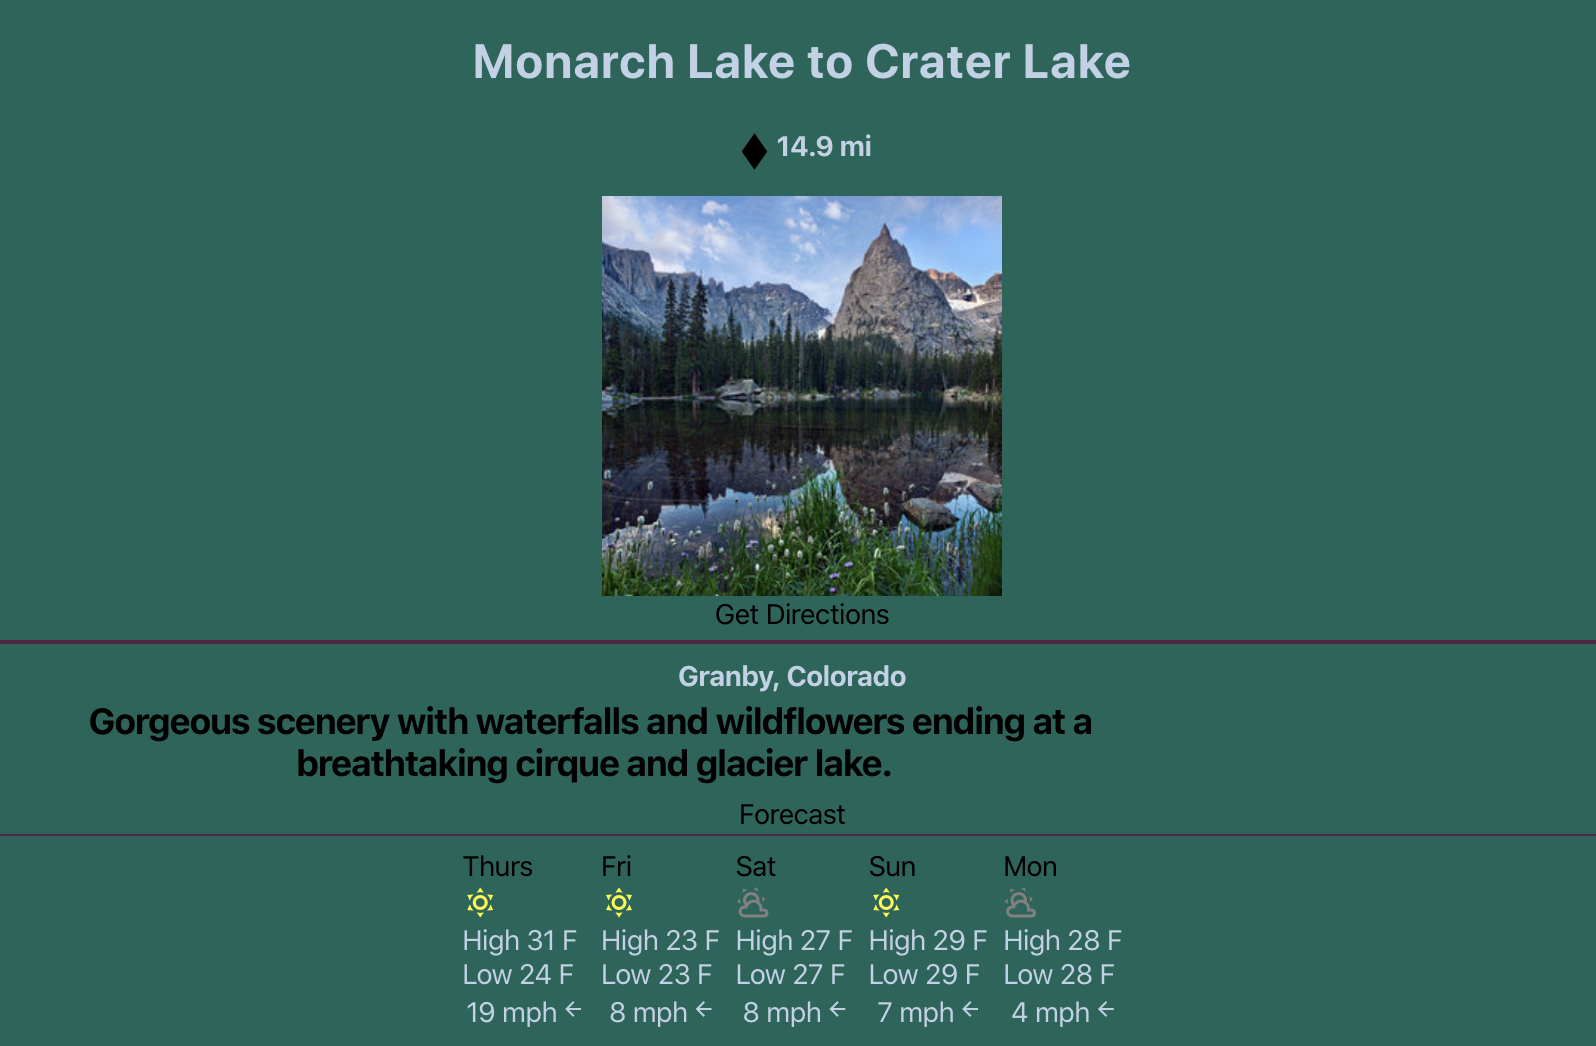 Monarch Lake to Crater Lake
14.9 mi
Get Directions
Granby, Colorado
Gorgeous scenery with waterfalls and wildflowers ending at a
breathtaking cirque and glacier lake.
Forecast
Thurs Fri Sat Sun Mon
High 31 F High 23 F High 27 F High 29 F High 28 F
Low 24 F Low 23 F Low 27 F Low 29 F Low 28 F
19 mph ← 8 mph ← 8 mph ← 7 mph ← 4 mph ←